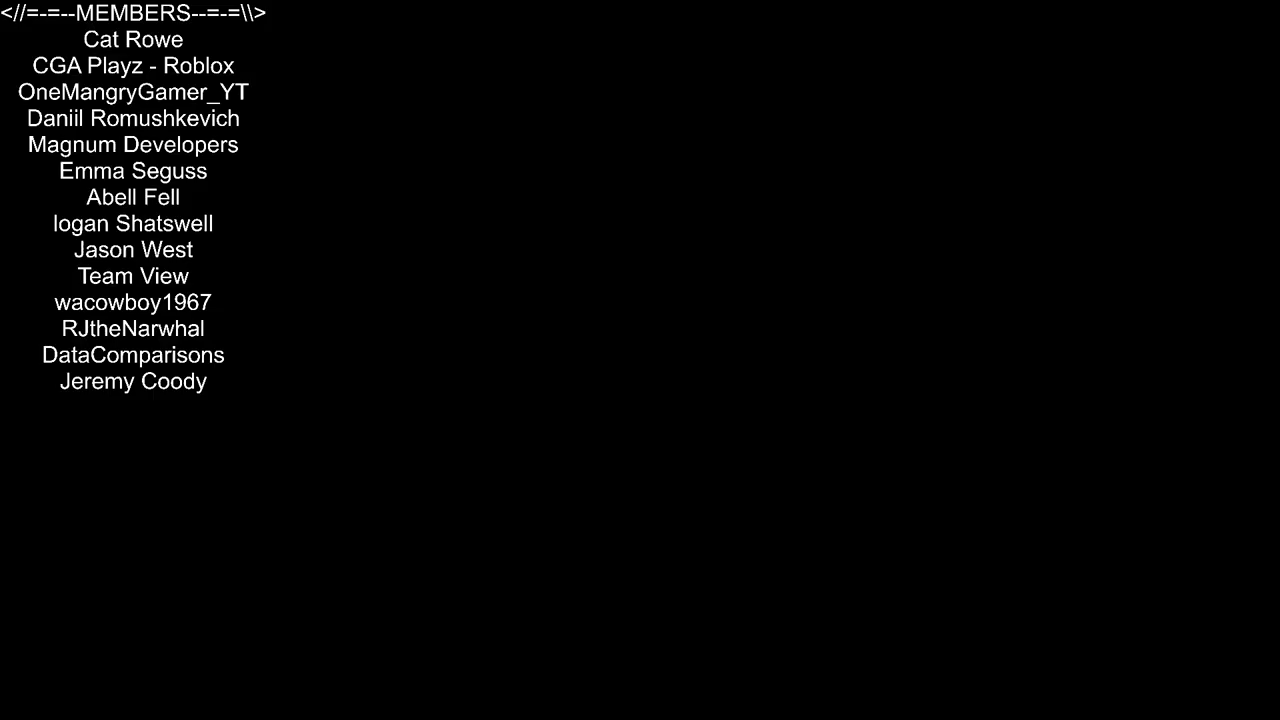 <//=-=--MEMBERS--=-=\\>
Cat Rowe
CGA Playz - Roblox
OneMangryGamer_YT
Daniil Romushkevich
Magnum Developers
Emma Seguss
Abell Fell
logan Shatswell
Jason West
Team View
wacowboy1967
RJtheNarwhal
DataComparisons
Jeremy Coody